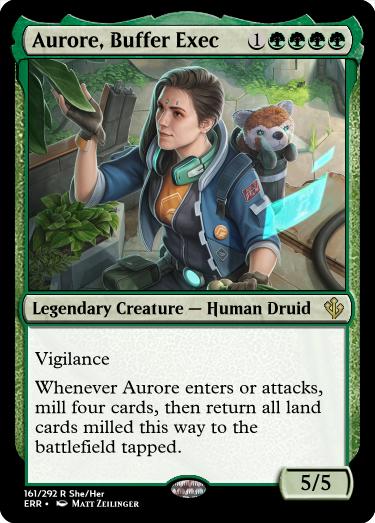 Aurore, Buffer Exec 1
Legendary Creature — Human Druid
Vigilance
Whenever Aurore enters or attacks,
mill four cards, then return all land
cards milled this way to the
battlefield tapped.
5/5
161/292 R She/Her
ERR • Matt Zeilinger